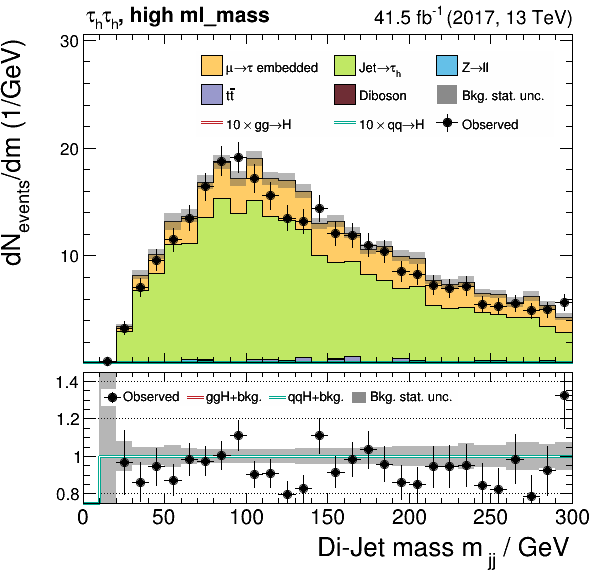 τₕτₕ, high ml_mass 41.5 fb⁻¹ (2017, 13 TeV)
30
20
10
dN_events/dm (1/GeV)
μ→τ embedded Jet→τₕ Z→ll
tt̅ Diboson Bkg. stat. unc.
10 × gg→H 10 × qq→H Observed
1.4
1.2
1
0.8
Observed ggH+bkg. qqH+bkg. Bkg. stat. unc.
0 50 100 150 200 250 300
Di-Jet mass m_jj / GeV